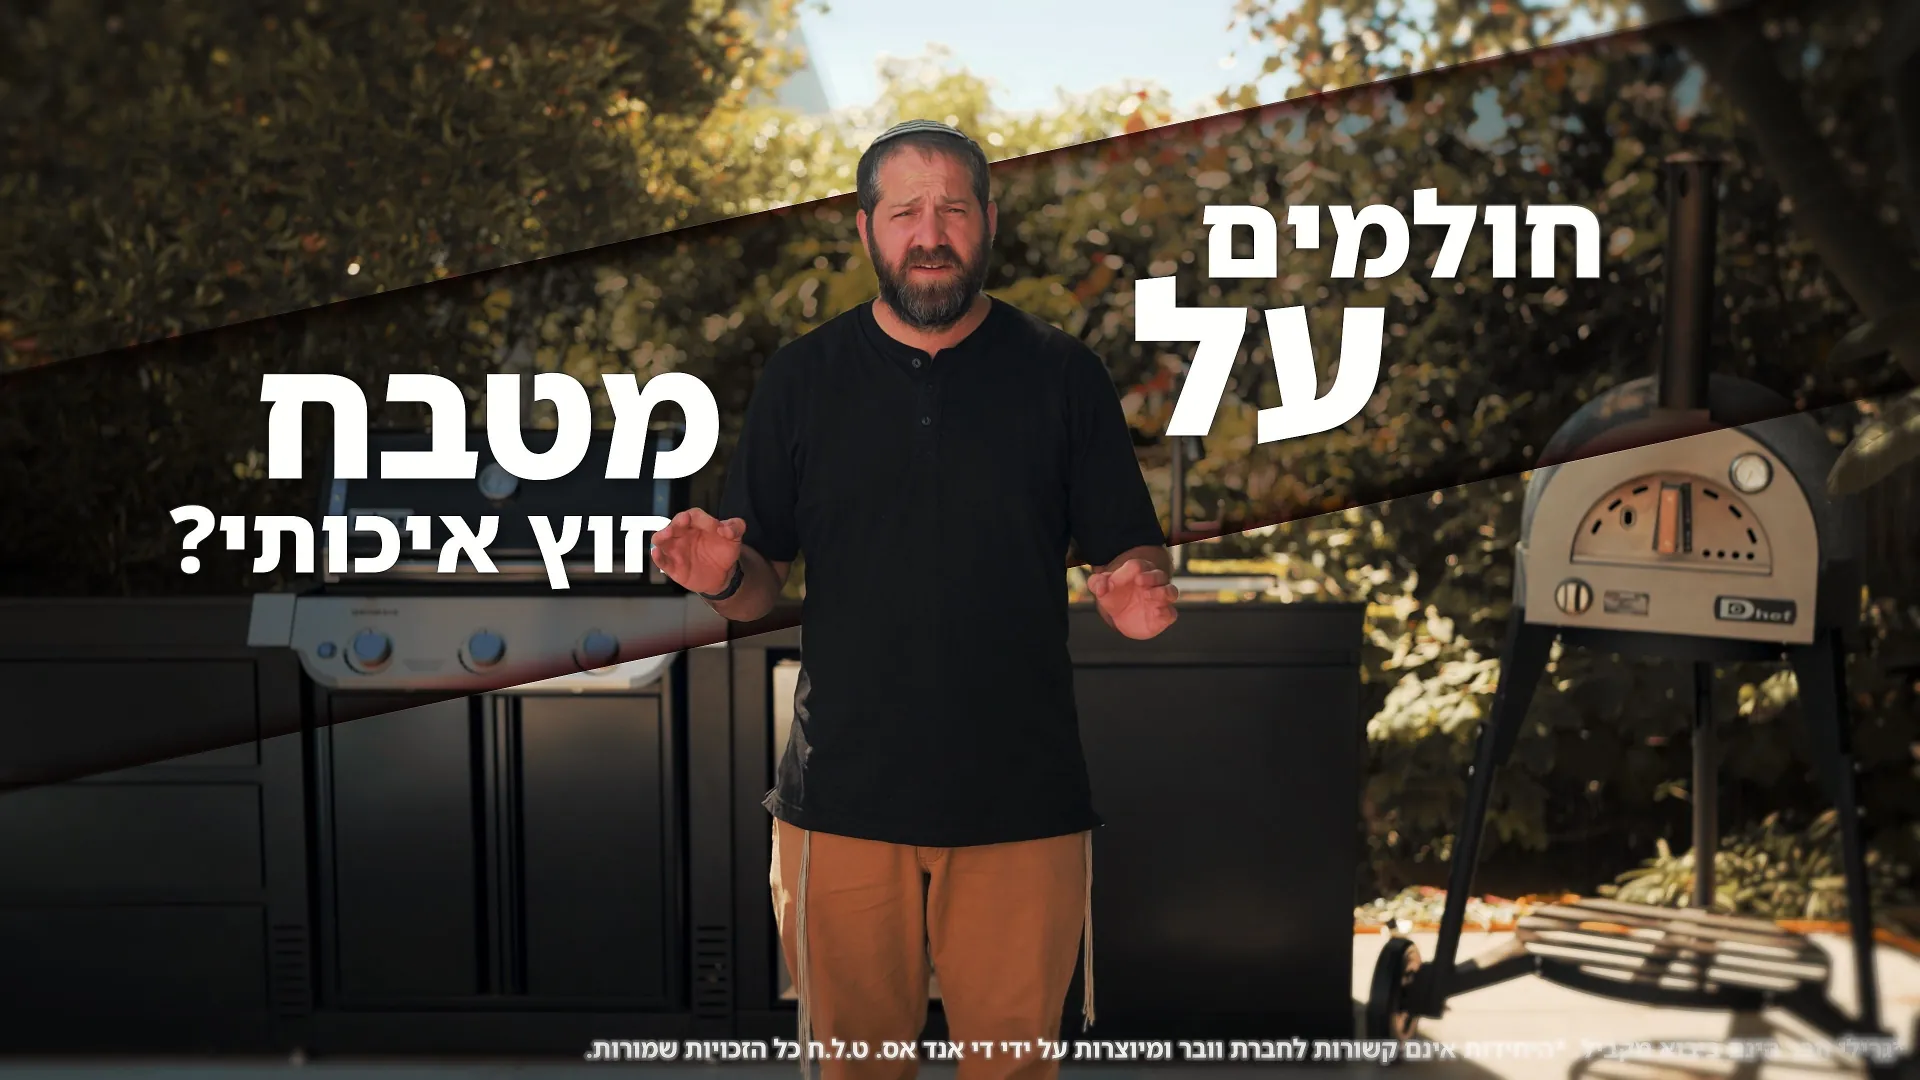 חולמים
על
מטבח
חוץ איכותי?
Dhef
*היחידות אינם קשורות לחברת וובר ומיוצרות על ידי די אנד אס. ט.ל.ח כל הזכויות שמורות.